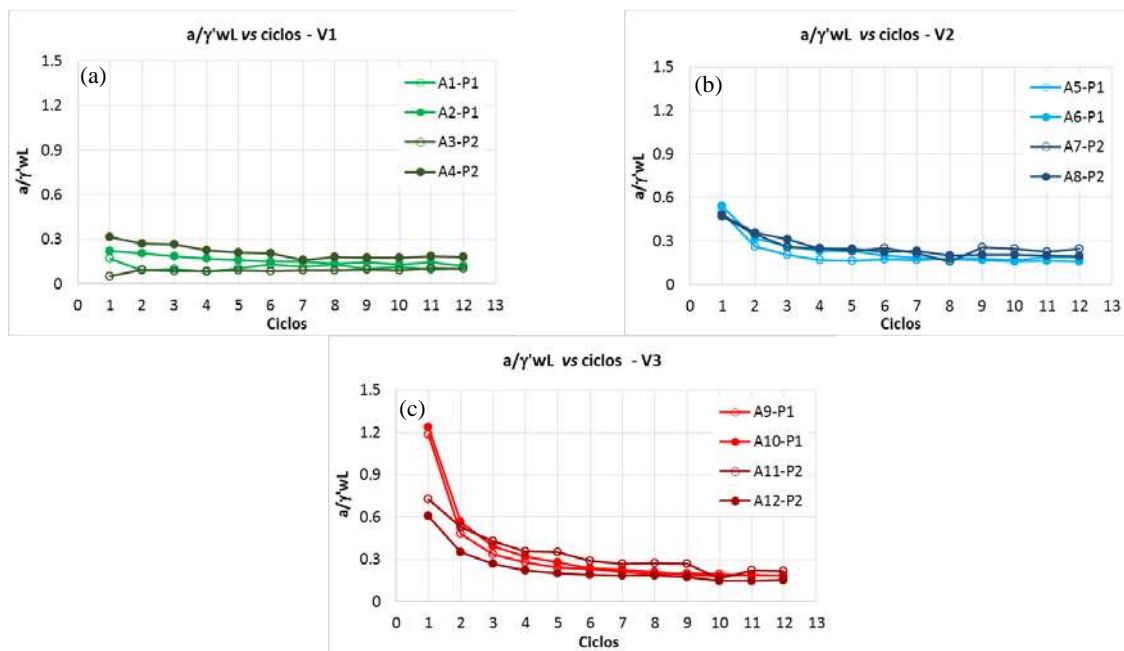 a/γ'wL vs ciclos - V1
(a)
1.5
1.2
0.9
0.6
0.3
0
a/γ'wL
A1-P1
A2-P1
A3-P2
A4-P2
0 1 2 3 4 5 6 7 8 9 10 11 12 13
Ciclos
a/γ'wL vs ciclos - V2
(b)
1.5
1.2
0.9
0.6
0.3
0
a/γ'wL
A5-P1
A6-P1
A7-P2
A8-P2
0 1 2 3 4 5 6 7 8 9 10 11 12 13
Ciclos
a/γ'wL vs ciclos - V3
(c)
1.5
1.2
0.9
0.6
0.3
0
a/γ'wL
A9-P1
A10-P1
A11-P2
A12-P2
0 1 2 3 4 5 6 7 8 9 10 11 12 13
Ciclos